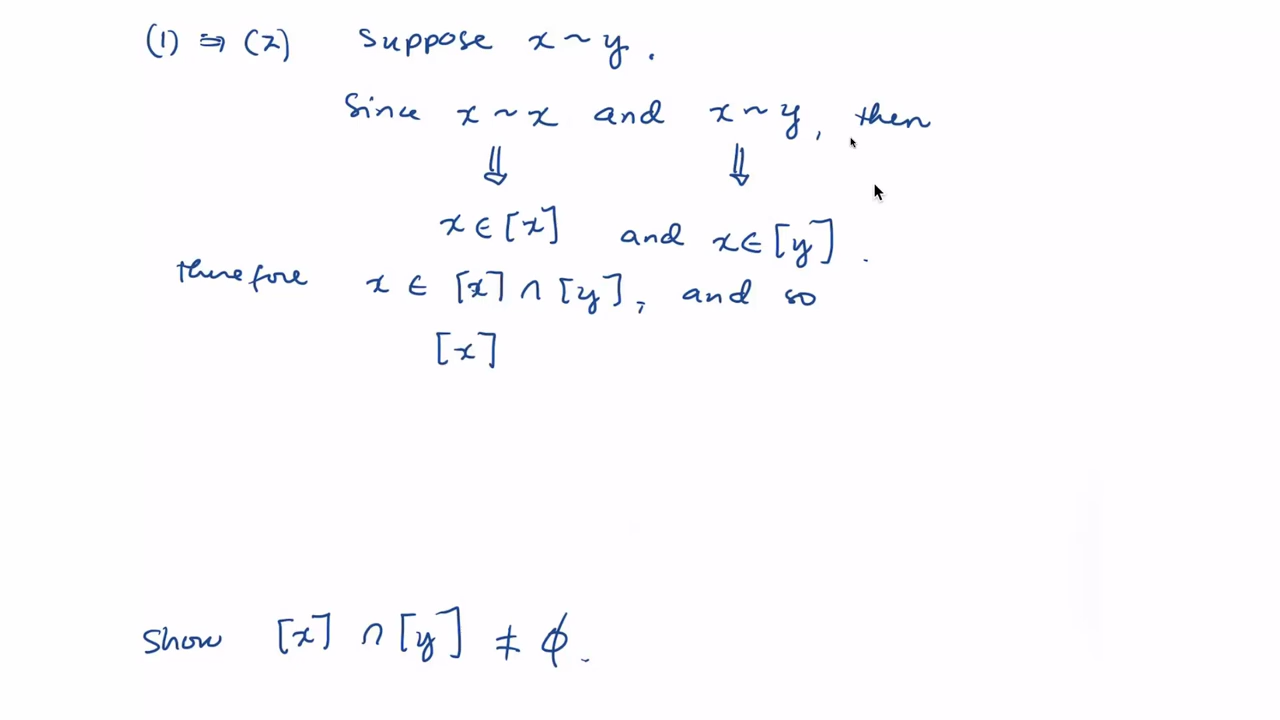 (1) ⇒ (2) Suppose x ~ y.
Since x ~ x and x ~ y, then
⇓ ⇓
x ∈ [x] and x ∈ [y].
therefore x ∈ [x] ∩ [y], and so
[x]
Show [x] ∩ [y] ≠ ϕ.